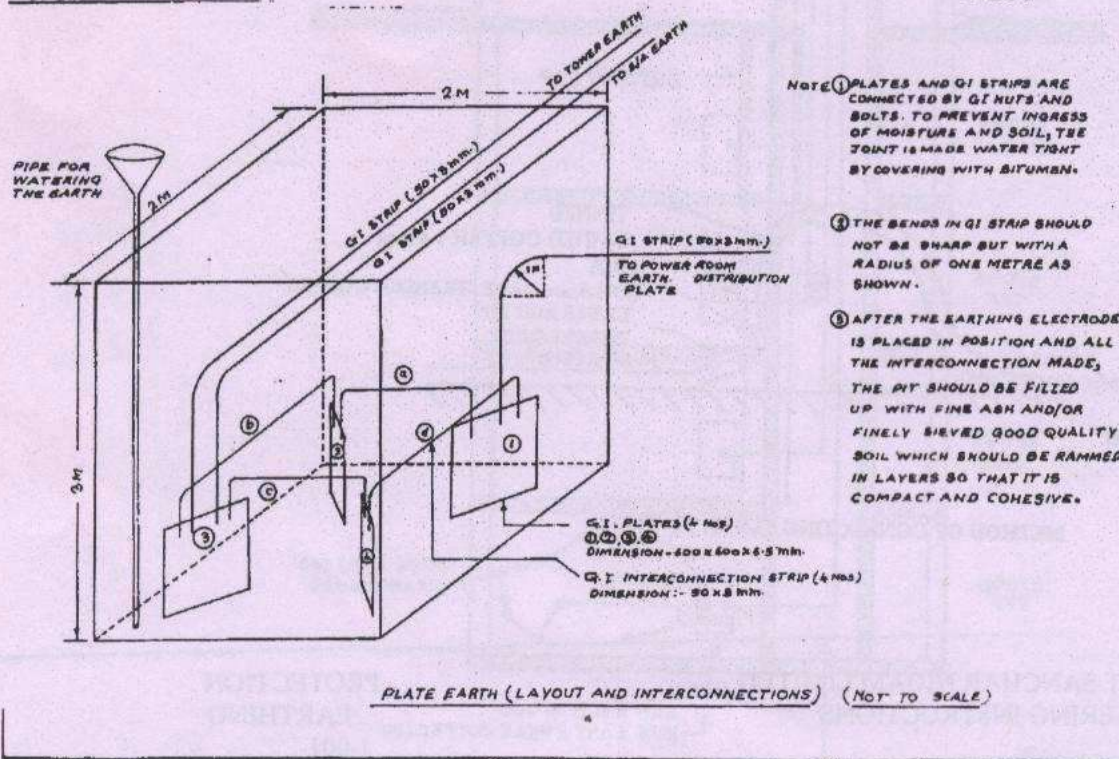 TO TOWER EARTH
TO A/A EARTH
2 M
PIPE FOR
WATERING
THE EARTH
2 M
GI STRIP (50 x 3 mm.)
GI STRIP (50 x 3 mm.)
G.I STRIP (50 x 3 mm.)
TO POWER ROOM
EARTH DISTRIBUTION
PLATE
1M
3 M
a
b
c
d
1
2
3
4
G.I. PLATES (4 Nos)
①,②,③,④
DIMENSION - 600 x 600 x 6.5 mm.
G.I INTERCONNECTION STRIP (4 Nos)
DIMENSION :- 50 x 3 mm.
NOTE ① PLATES AND GI STRIPS ARE
CONNECTED BY GI NUTS AND
BOLTS. TO PREVENT INGRESS
OF MOISTURE AND SOIL, THE
JOINT IS MADE WATER TIGHT
BY COVERING WITH BITUMEN.
② THE BENDS IN GI STRIP SHOULD
NOT BE SHARP BUT WITH A
RADIUS OF ONE METRE AS
SHOWN.
③ AFTER THE EARTHING ELECTRODE
IS PLACED IN POSITION AND ALL
THE INTERCONNECTION MADE,
THE PIT SHOULD BE FILLED
UP WITH FINE ASH AND/OR
FINELY SIEVED GOOD QUALITY
SOIL WHICH SHOULD BE RAMMED
IN LAYERS SO THAT IT IS
COMPACT AND COHESIVE.
PLATE EARTH (LAYOUT AND INTERCONNECTIONS) (NOT TO SCALE)